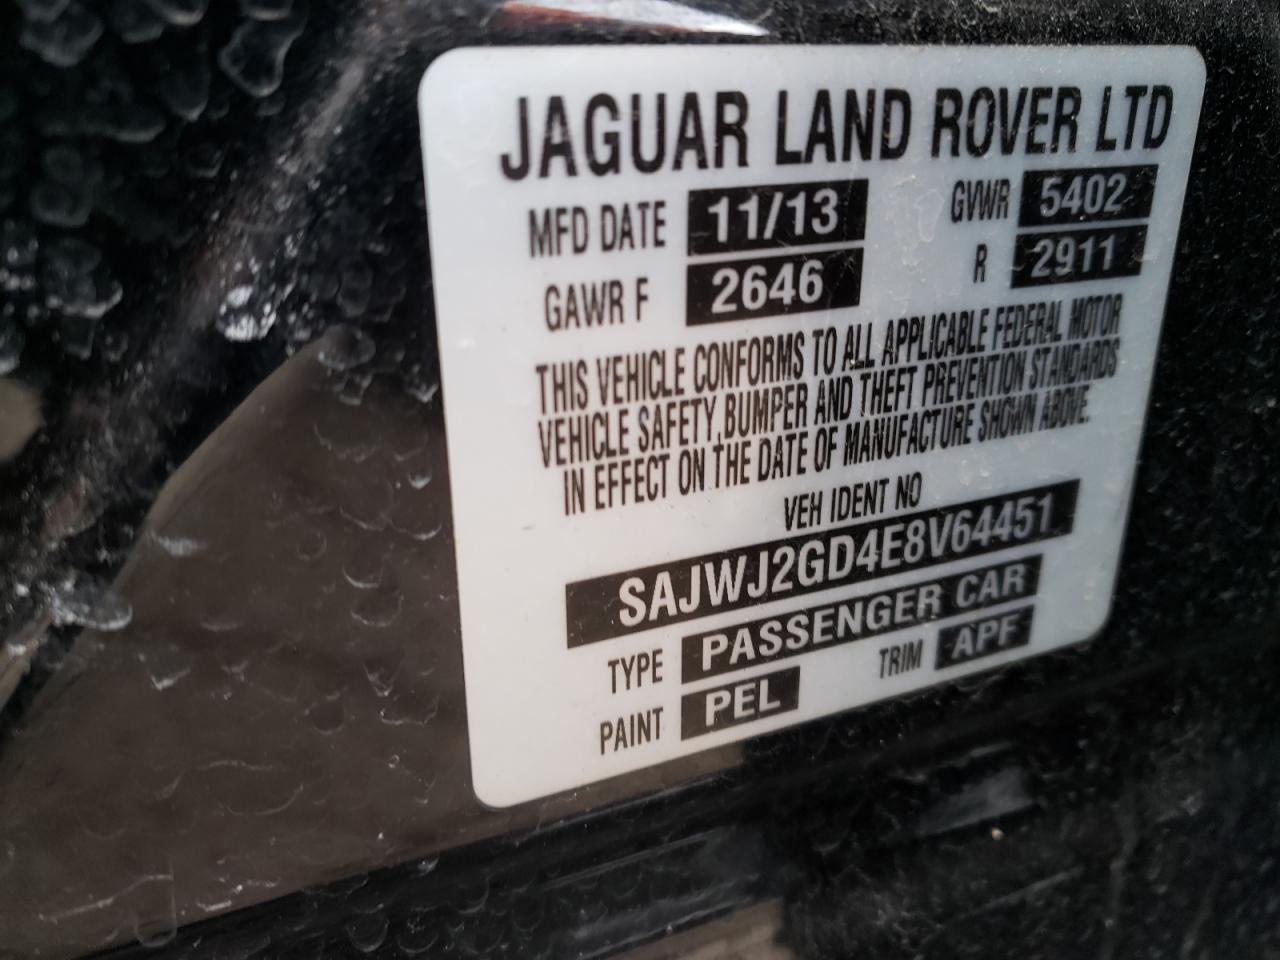 JAGUAR LAND ROVER LTD
MFD DATE 11/13 GVWR 5402
GAWR F 2646 R 2911
THIS VEHICLE CONFORMS TO ALL APPLICABLE FEDERAL MOTOR
VEHICLE SAFETY, BUMPER AND THEFT PREVENTION STANDARDS
IN EFFECT ON THE DATE OF MANUFACTURE SHOWN ABOVE.
VEH IDENT NO
SAJWJ2GD4E8V64451
TYPE PASSENGER CAR
PAINT PEL TRIM APF